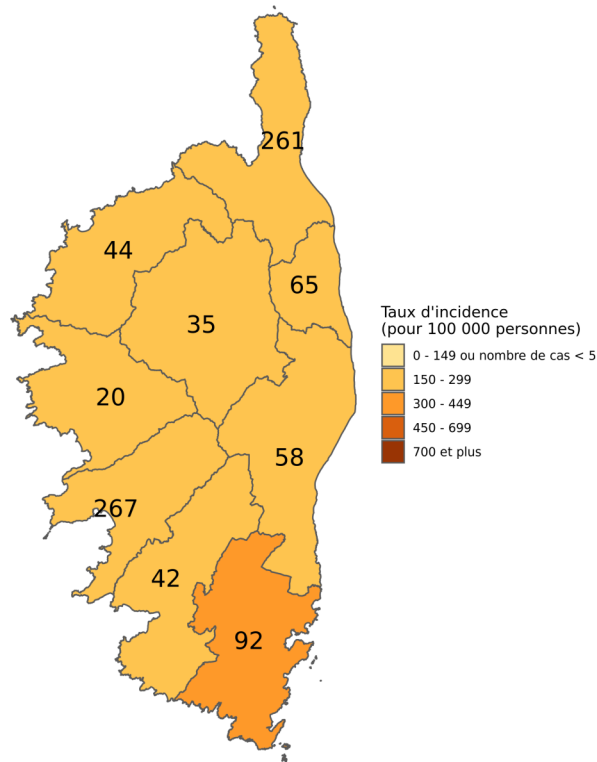 261
44
65
35
20
58
267
42
92
Taux d'incidence
(pour 100 000 personnes)
0 - 149 ou nombre de cas < 5
150 - 299
300 - 449
450 - 699
700 et plus